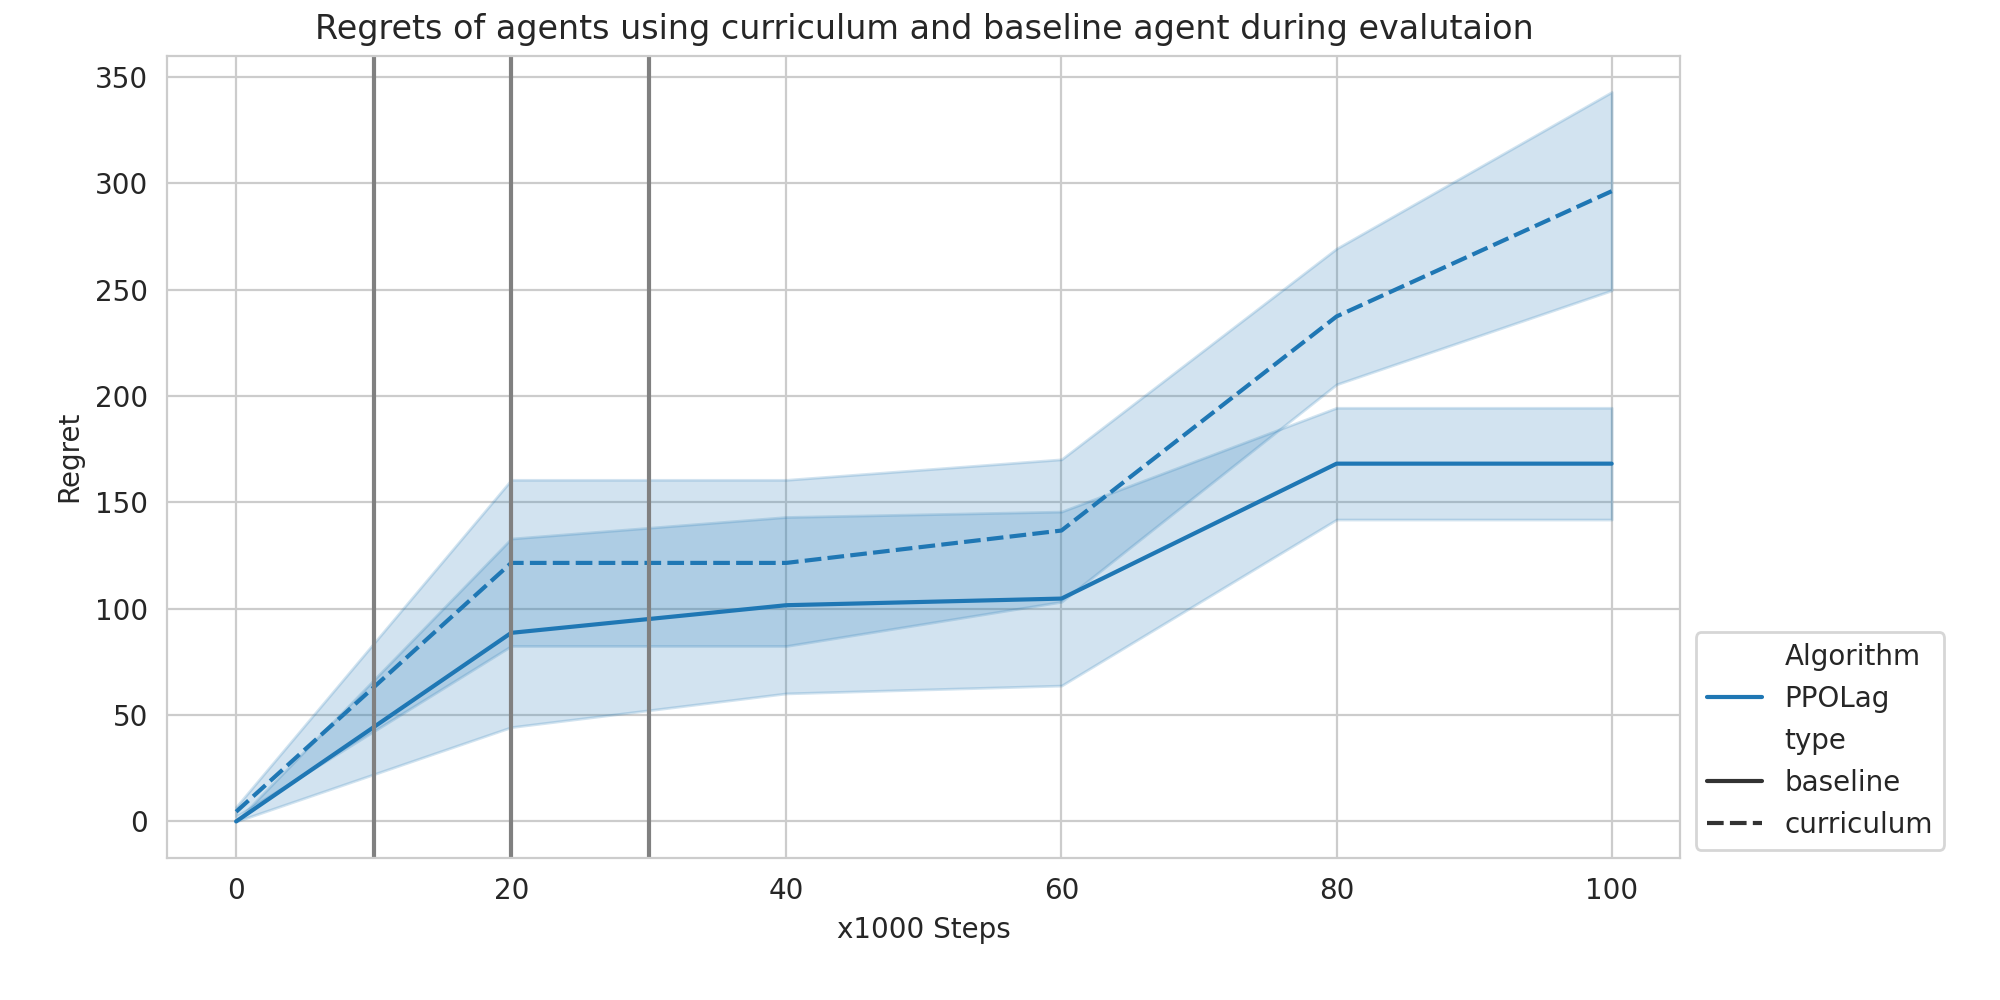 Regrets of agents using curriculum and baseline agent during evalutaion
350
300
250
200
150
100
50
0
Regret
0 20 40 60 80 100
x1000 Steps
Algorithm
PPOLag
type
baseline
curriculum